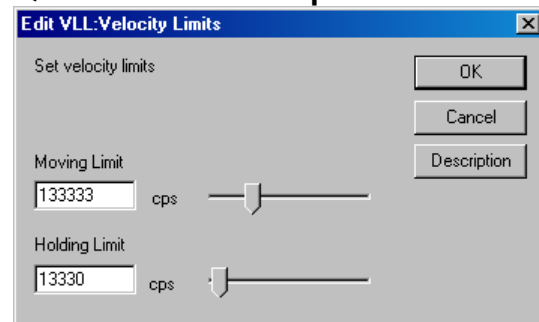 Edit VLL:Velocity Limits
Set velocity limits
OK
Cancel
Description
Moving Limit
133333 cps
Holding Limit
13330 cps